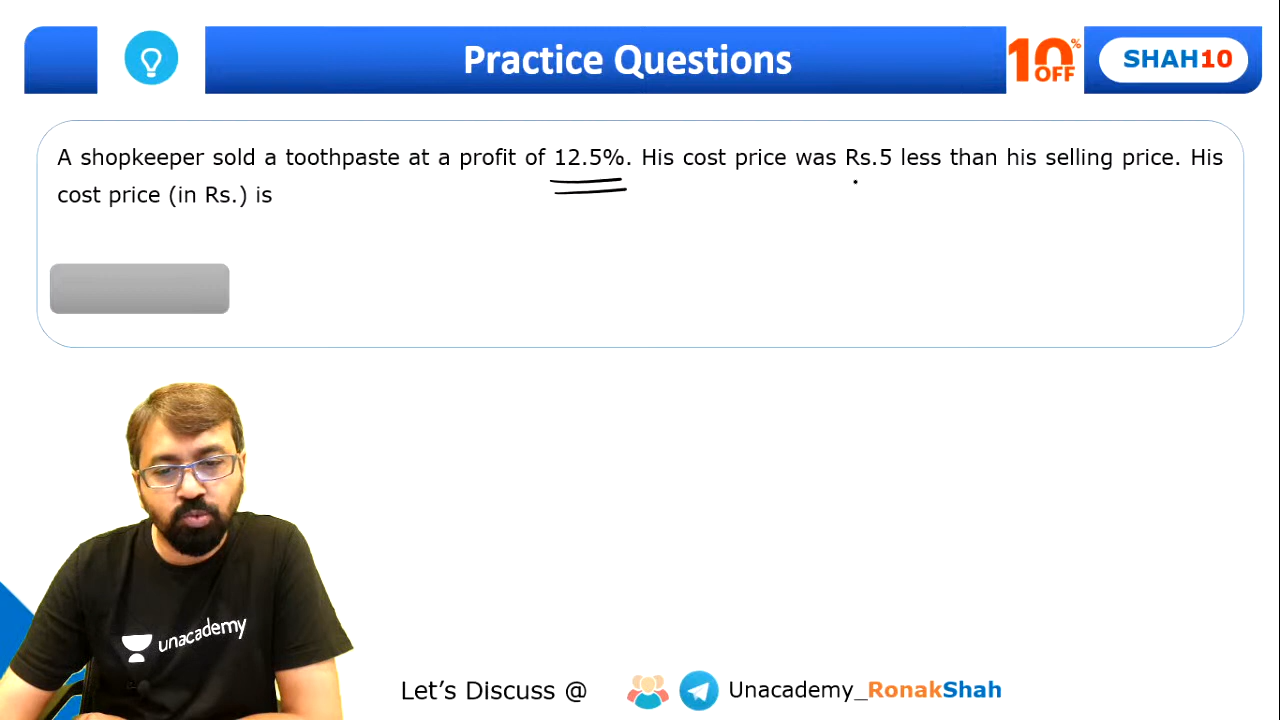 Practice Questions
10% OFF
SHAH10
A shopkeeper sold a toothpaste at a profit of 12.5%. His cost price was Rs.5 less than his selling price. His
cost price (in Rs.) is
unacademy
Let's Discuss @ Unacademy_RonakShah